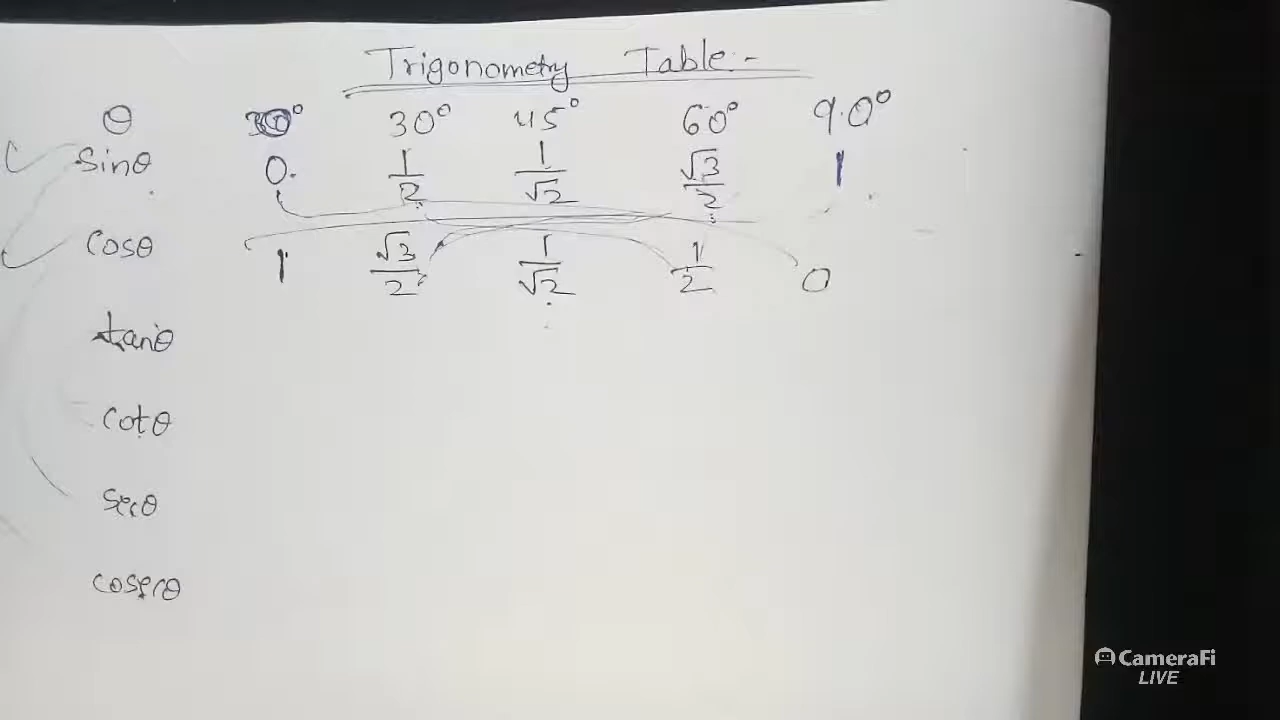 Trigonometry Table:-
θ 0° 30° 45° 60° 90°
sinθ 0 1/2 1/√2 √3/2 1
cosθ 1 √3/2 1/√2 1/2 0
tanθ
cotθ
secθ
cosecθ
CameraFi
LIVE